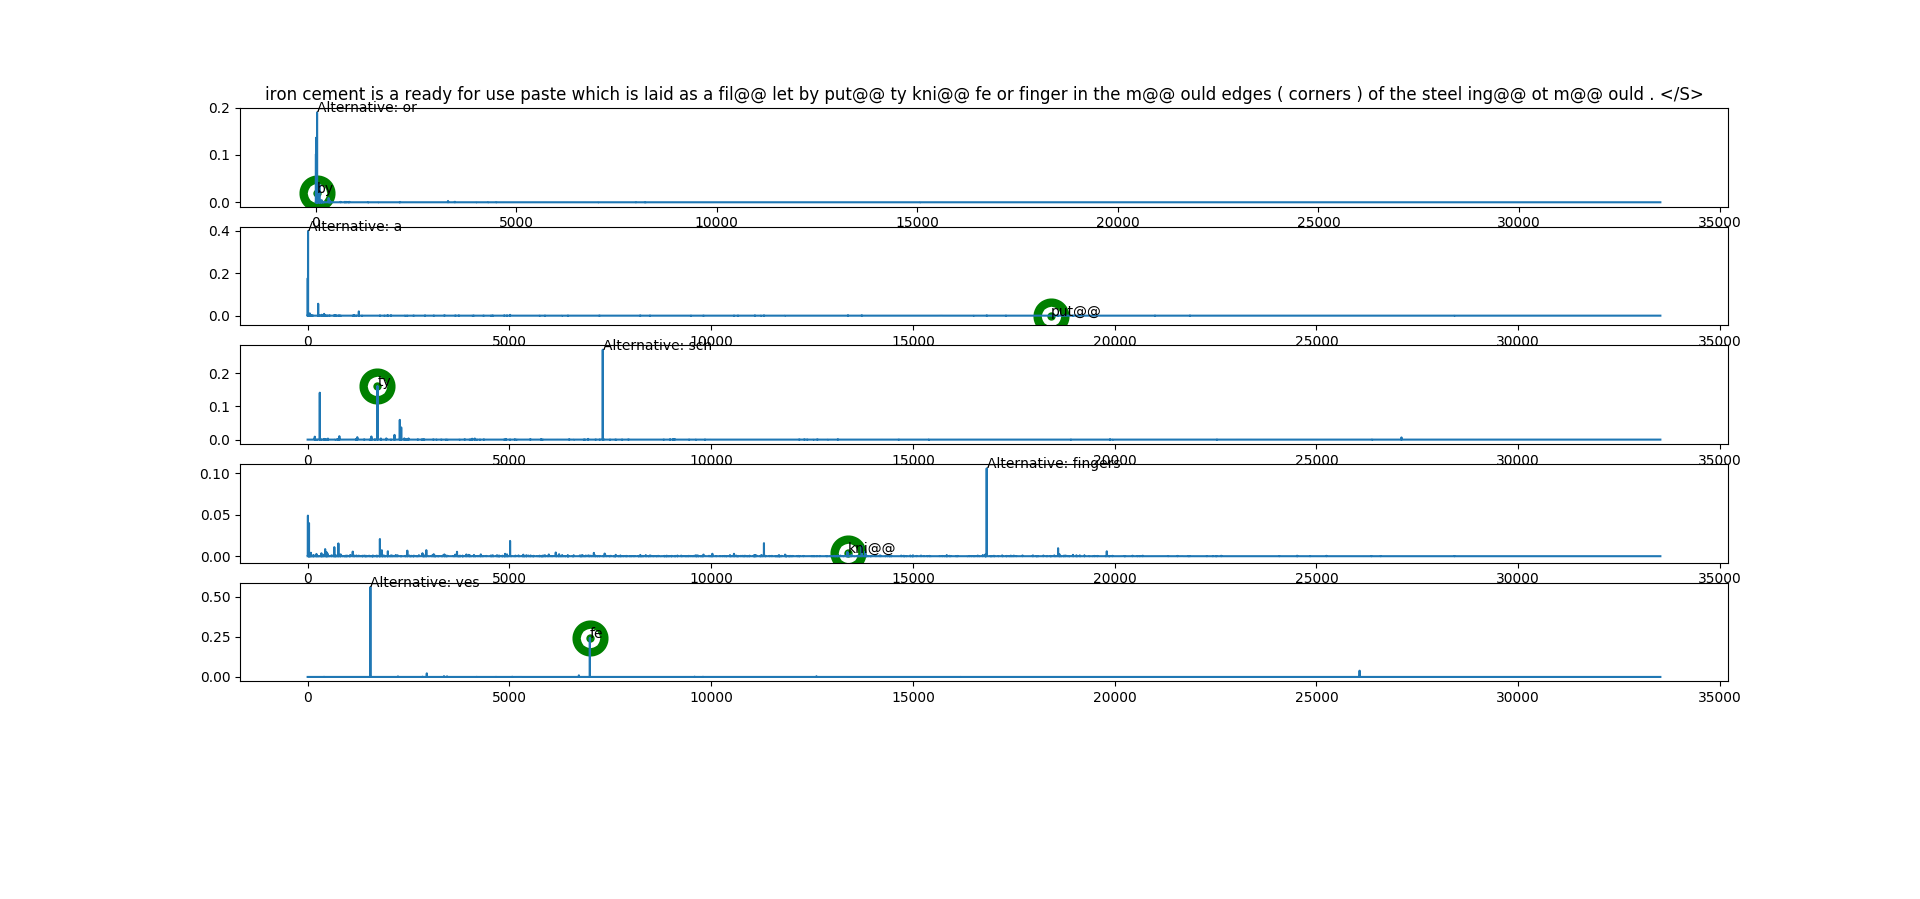 iron cement is a ready for use paste which is laid as a fil@@ let by put@@ ty kni@@ fe or finger in the m@@ ould edges ( corners ) of the steel ing@@ ot m@@ ould . </S>
0.2
Alternative: or
0.1
by
0.0
0 5000 10000 15000 20000 25000 30000 35000
Alternative: a
0.4
0.2
put@@
0.0
0 5000 10000 15000 20000 25000 30000 35000
Alternative: sch
0.2
ty
0.1
0.0
0 5000 10000 15000 20000 25000 30000 35000
Alternative: fingers
0.10
0.05
kni@@
0.00
0 5000 10000 15000 20000 25000 30000 35000
Alternative: ves
0.50
fe
0.25
0.00
0 5000 10000 15000 20000 25000 30000 35000